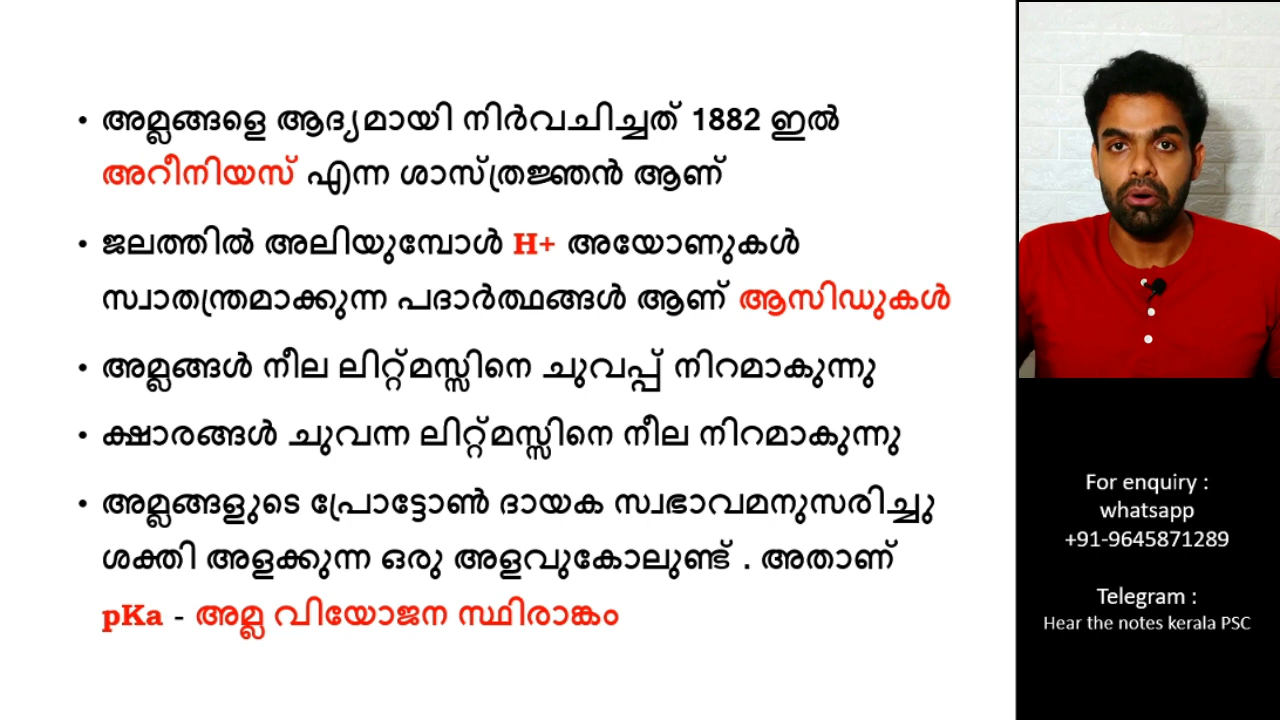 • അമ്ലങ്ങളെ ആദ്യമായി നിർവചിച്ചത് 1882 ഇൽ
അറീനിയസ് എന്ന ശാസ്ത്രജ്ഞൻ ആണ്
• ജലത്തിൽ അലിയുമ്പോൾ H+ അയോണുകൾ
സ്വാതന്ത്രമാക്കുന്ന പദാർത്ഥങ്ങൾ ആണ് ആസിഡുകൾ
• അമ്ലങ്ങൾ നീല ലിറ്റ്മസ്സിനെ ചുവപ്പ് നിറമാകുന്നു
• ക്ഷാരങ്ങൾ ചുവന്ന ലിറ്റ്മസ്സിനെ നീല നിറമാകുന്നു
• അമ്ലങ്ങളുടെ പ്രോട്ടോൺ ദായക സ്വഭാവമനുസരിച്ചു
ശക്തി അളക്കുന്ന ഒരു അളവുകോലുണ്ട് . അതാണ്
pKa - അമ്ല വിയോജന സ്ഥിരാങ്കം
For enquiry :
whatsapp
+91-9645871289
Telegram :
Hear the notes kerala PSC